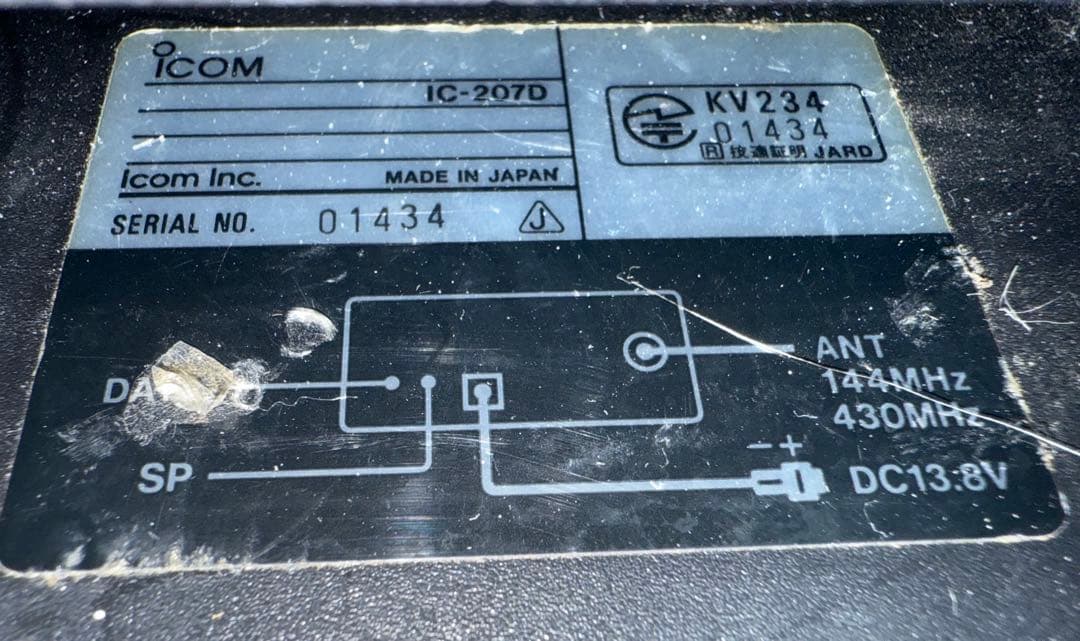 ICOM
IC-207D
Icom Inc. MADE IN JAPAN
SERIAL NO. 01434 J
KV234
01434
R 技適証明 JARD
ANT
144MHz
430MHz
DA
SP
- +
DC13.8V